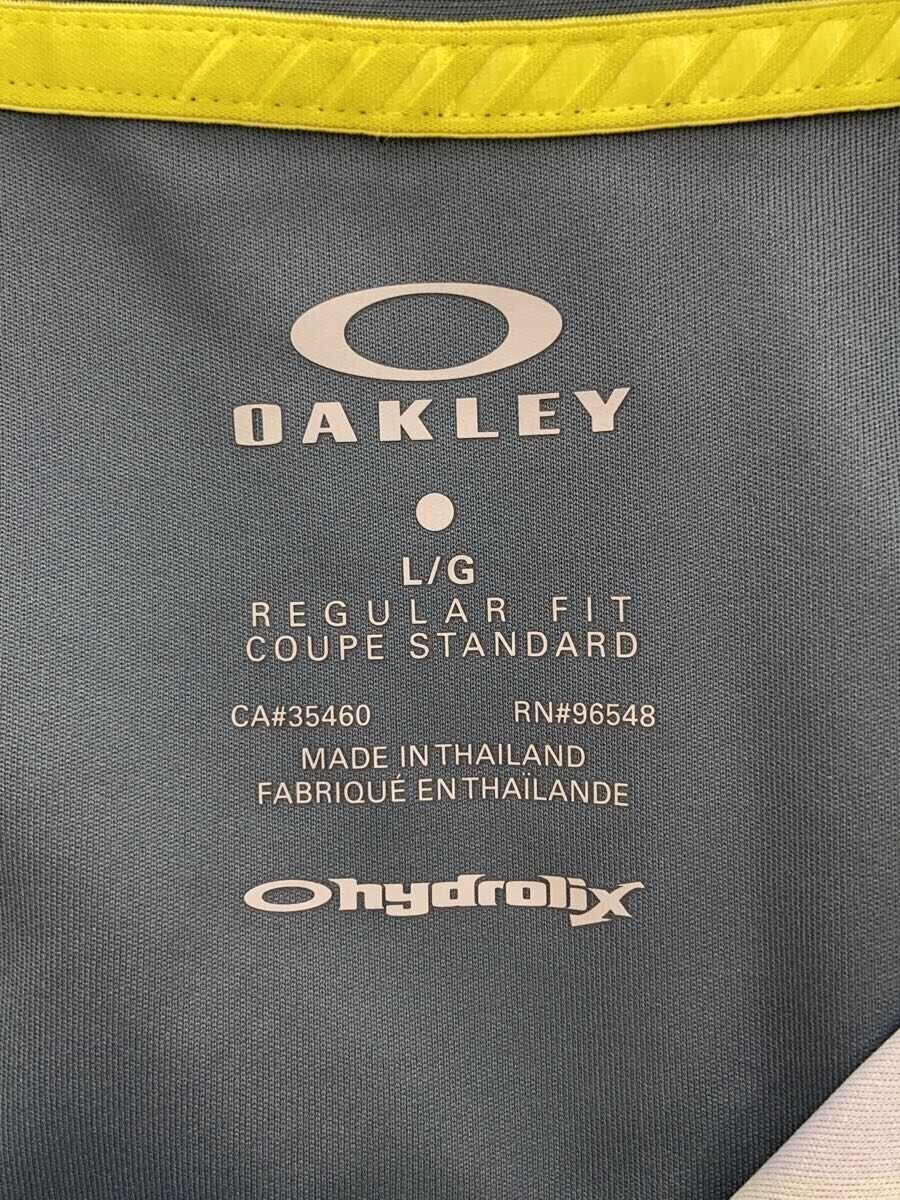 OAKLEY
L/G
REGULAR FIT
COUPE STANDARD
CA#35460 RN#96548
MADE IN THAILAND
FABRIQUÉ EN THAÏLANDE
hydrolix